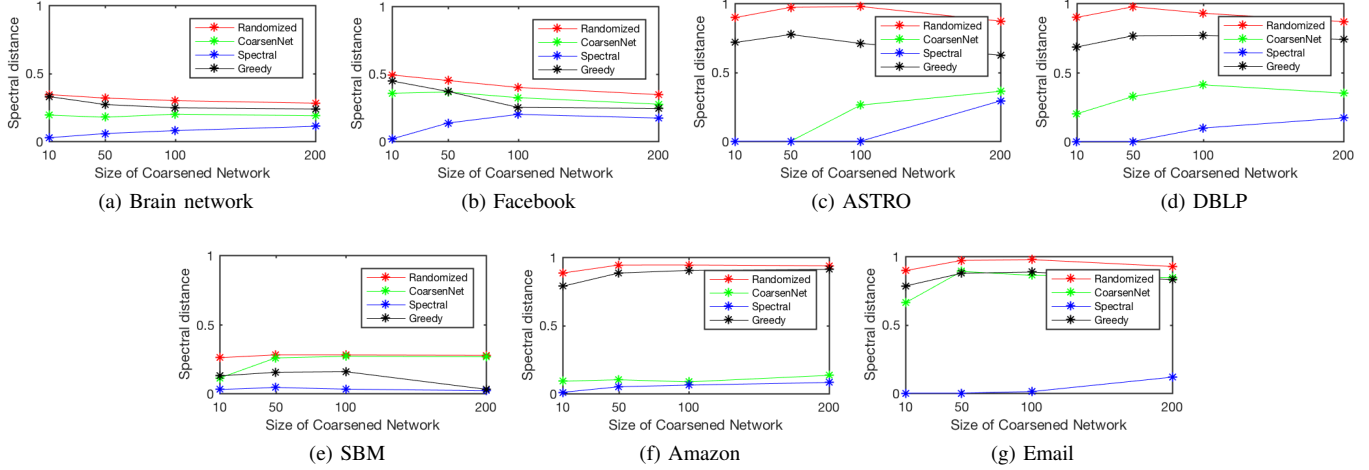 1
0.5
0
Spectral distance
10
50
100
200
Size of Coarsened Network
Randomized
CoarsenNet
Spectral
Greedy
(a) Brain network
1
0.5
0
Spectral distance
10
50
100
200
Size of Coarsened Network
Randomized
CoarsenNet
Spectral
Greedy
(b) Facebook
1
0.5
0
Spectral distance
10
50
100
200
Size of Coarsened Network
Randomized
CoarsenNet
Spectral
Greedy
(c) ASTRO
1
0.5
0
Spectral distance
10
50
100
200
Size of Coarsened Network
Randomized
CoarsenNet
Spectral
Greedy
(d) DBLP
1
0.5
0
Spectral distance
10
50
100
200
Size of Coarsened Network
Randomized
CoarsenNet
Spectral
Greedy
(e) SBM
1
0.5
0
Spectral distance
10
50
100
200
Size of Coarsened Network
Randomized
CoarsenNet
Spectral
Greedy
(f) Amazon
1
0.5
0
Spectral distance
10
50
100
200
Size of Coarsened Network
Randomized
CoarsenNet
Spectral
Greedy
(g) Email